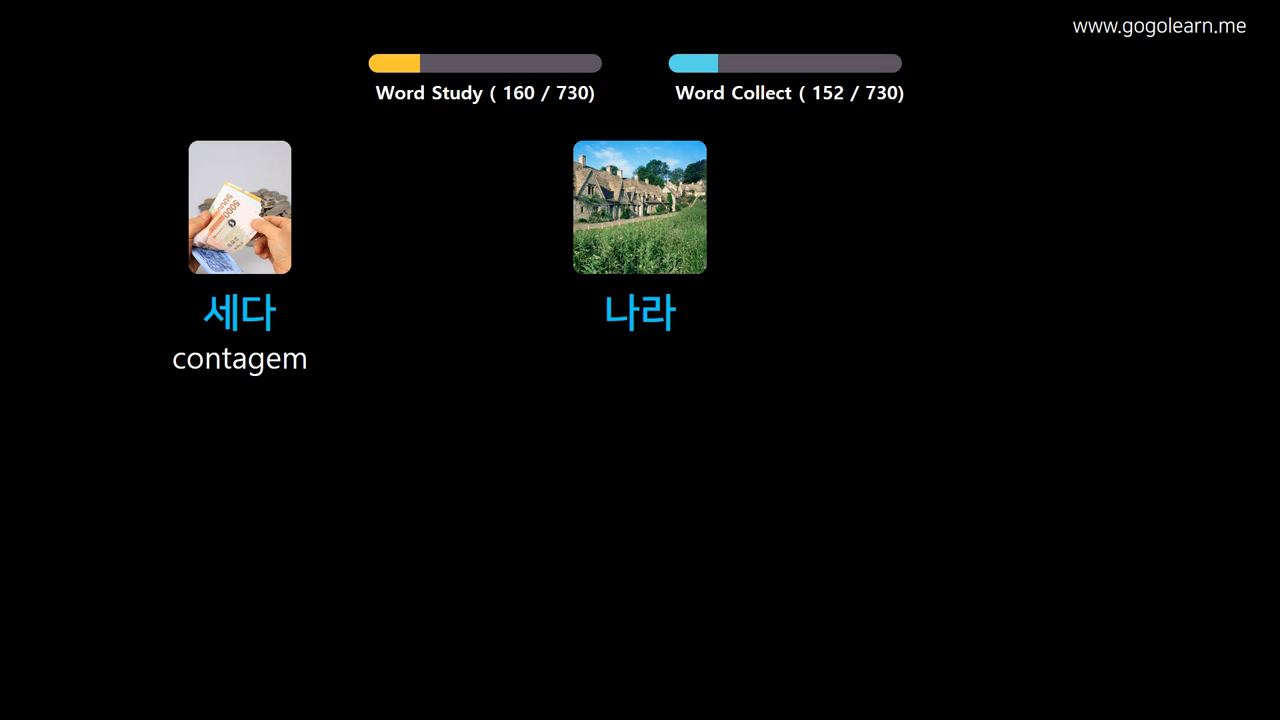 www.gogolearn.me
Word Study ( 160 / 730)
Word Collect ( 152 / 730)
세다
contagem
나라